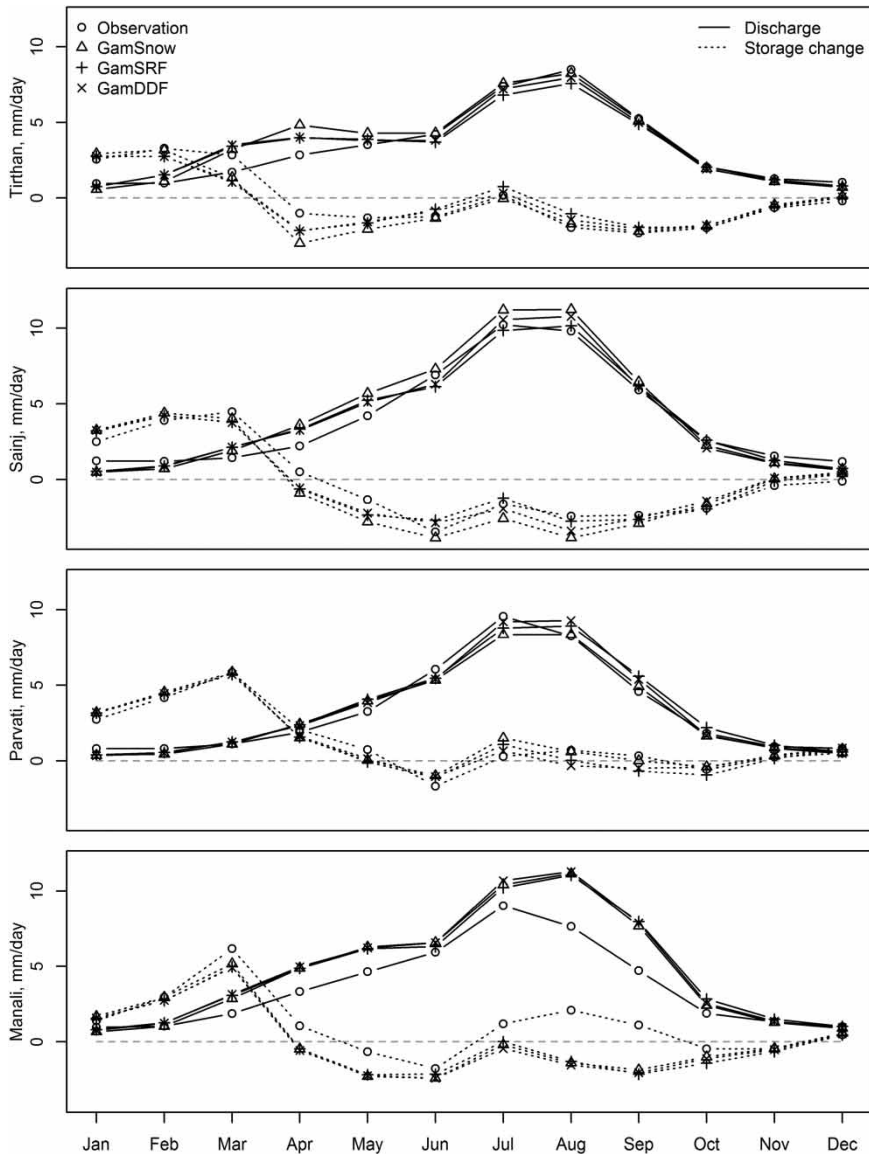 Observation
GamSnow
GamSRF
GamDDF
Discharge
Storage change
Tirthan, mm/day
0
5
10
Sainj, mm/day
0
5
10
Parvati, mm/day
0
5
10
Manali, mm/day
0
5
10
Jan Feb Mar Apr May Jun Jul Aug Sep Oct Nov Dec